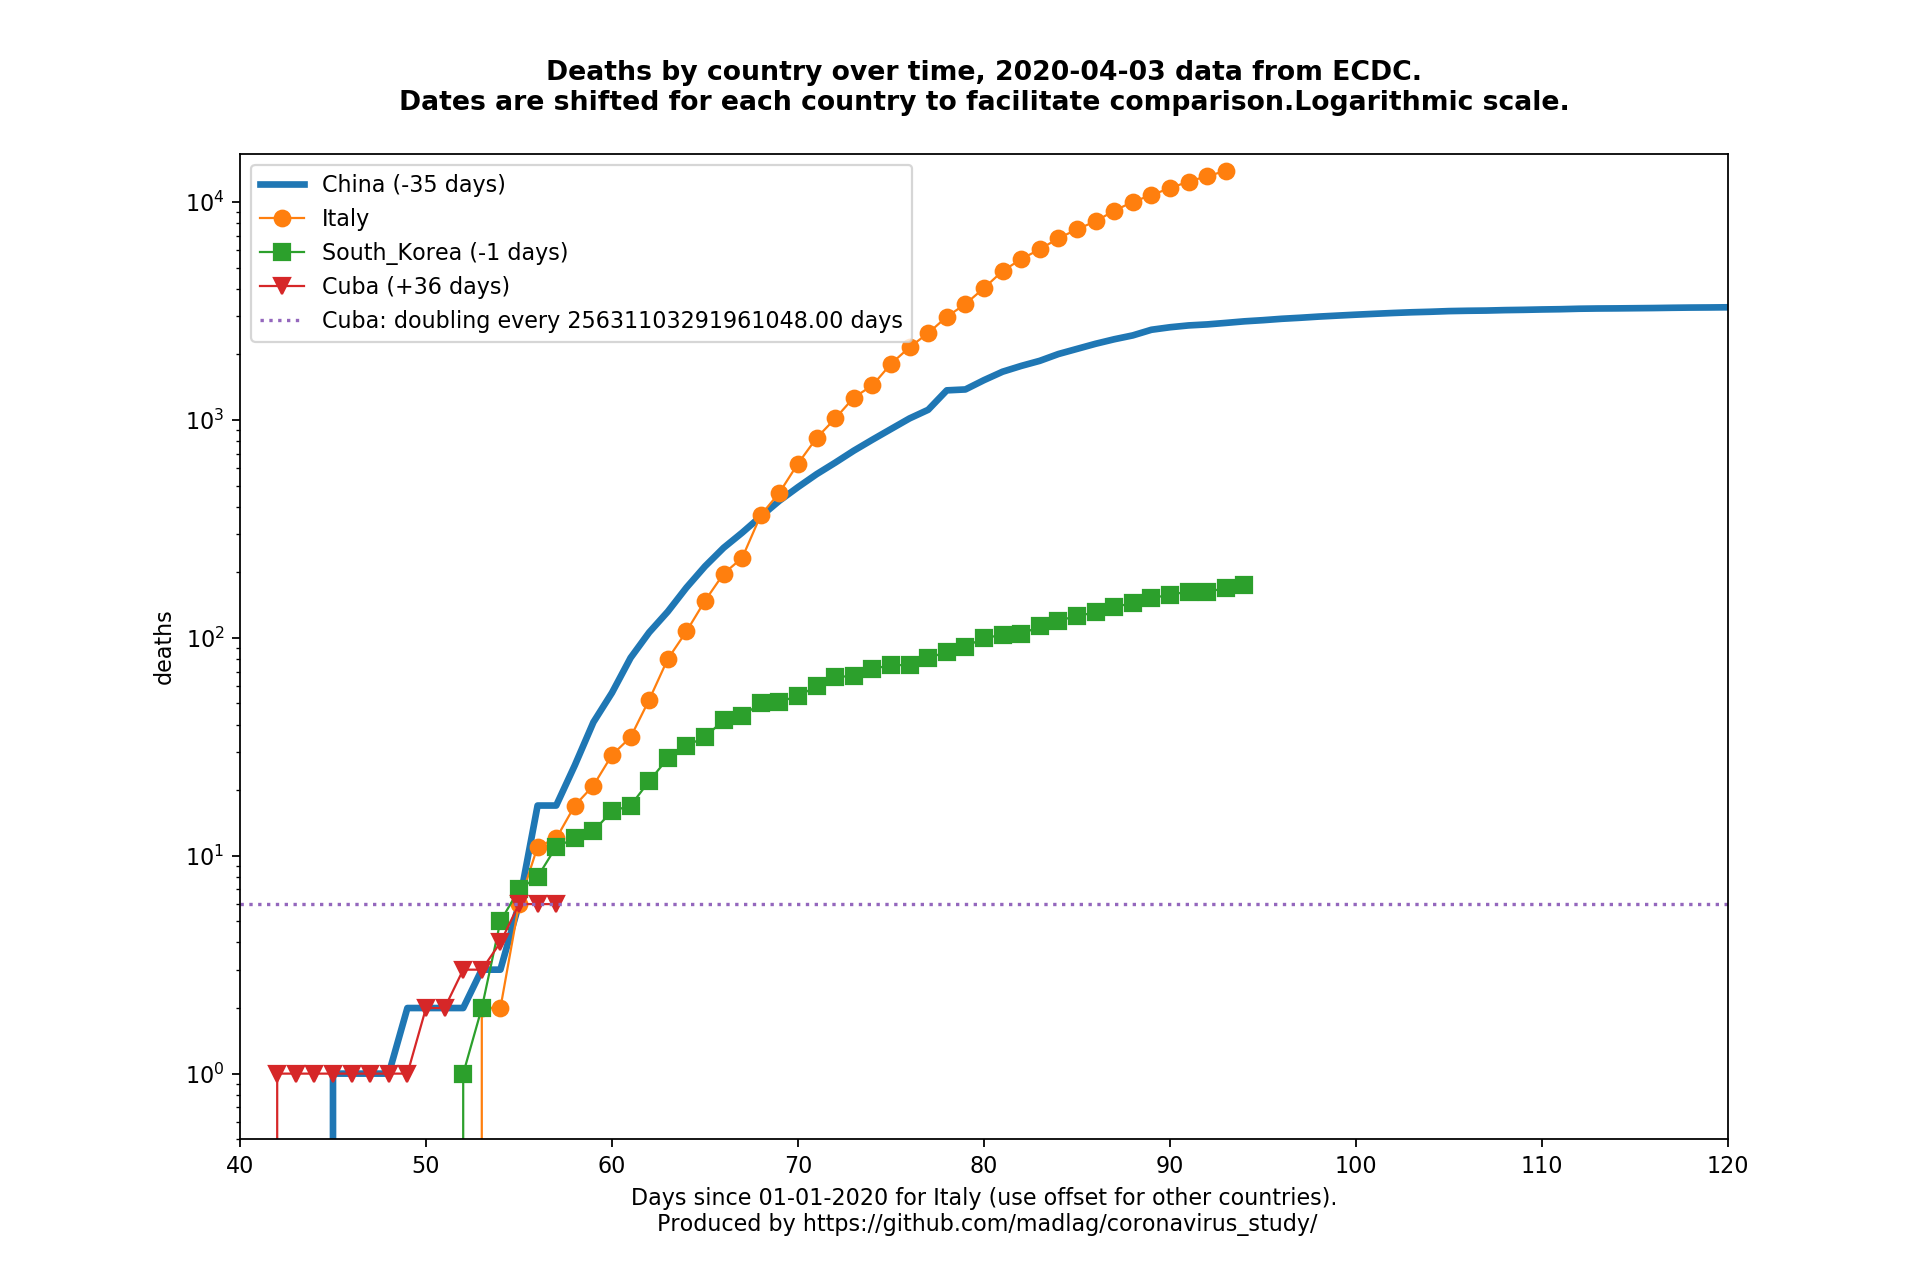 Deaths by country over time, 2020-04-03 data from ECDC.
Dates are shifted for each country to facilitate comparison.Logarithmic scale.
China (-35 days)
Italy
South_Korea (-1 days)
Cuba (+36 days)
Cuba: doubling every 25631103291961048.00 days
10⁴
10³
10²
10¹
10⁰
deaths
40 50 60 70 80 90 100 110 120
Days since 01-01-2020 for Italy (use offset for other countries).
Produced by https://github.com/madlag/coronavirus_study/